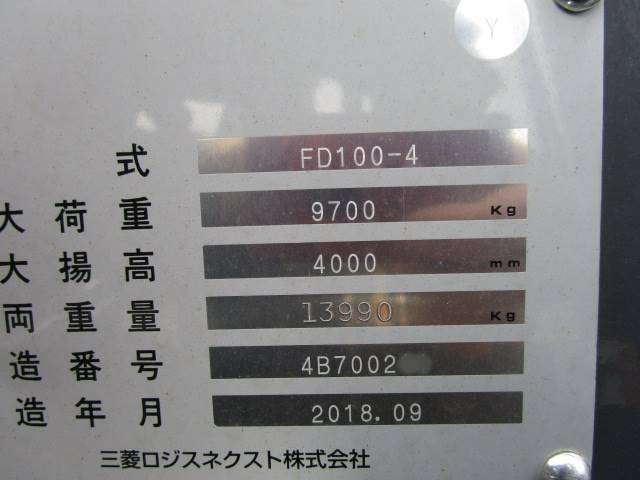 Y
式 FD100-4
大荷重 9700 Kg
大揚高 4000 mm
両重量 13990 Kg
造番号 4B7002
造年月 2018.09
三菱ロジスネクスト株式会社